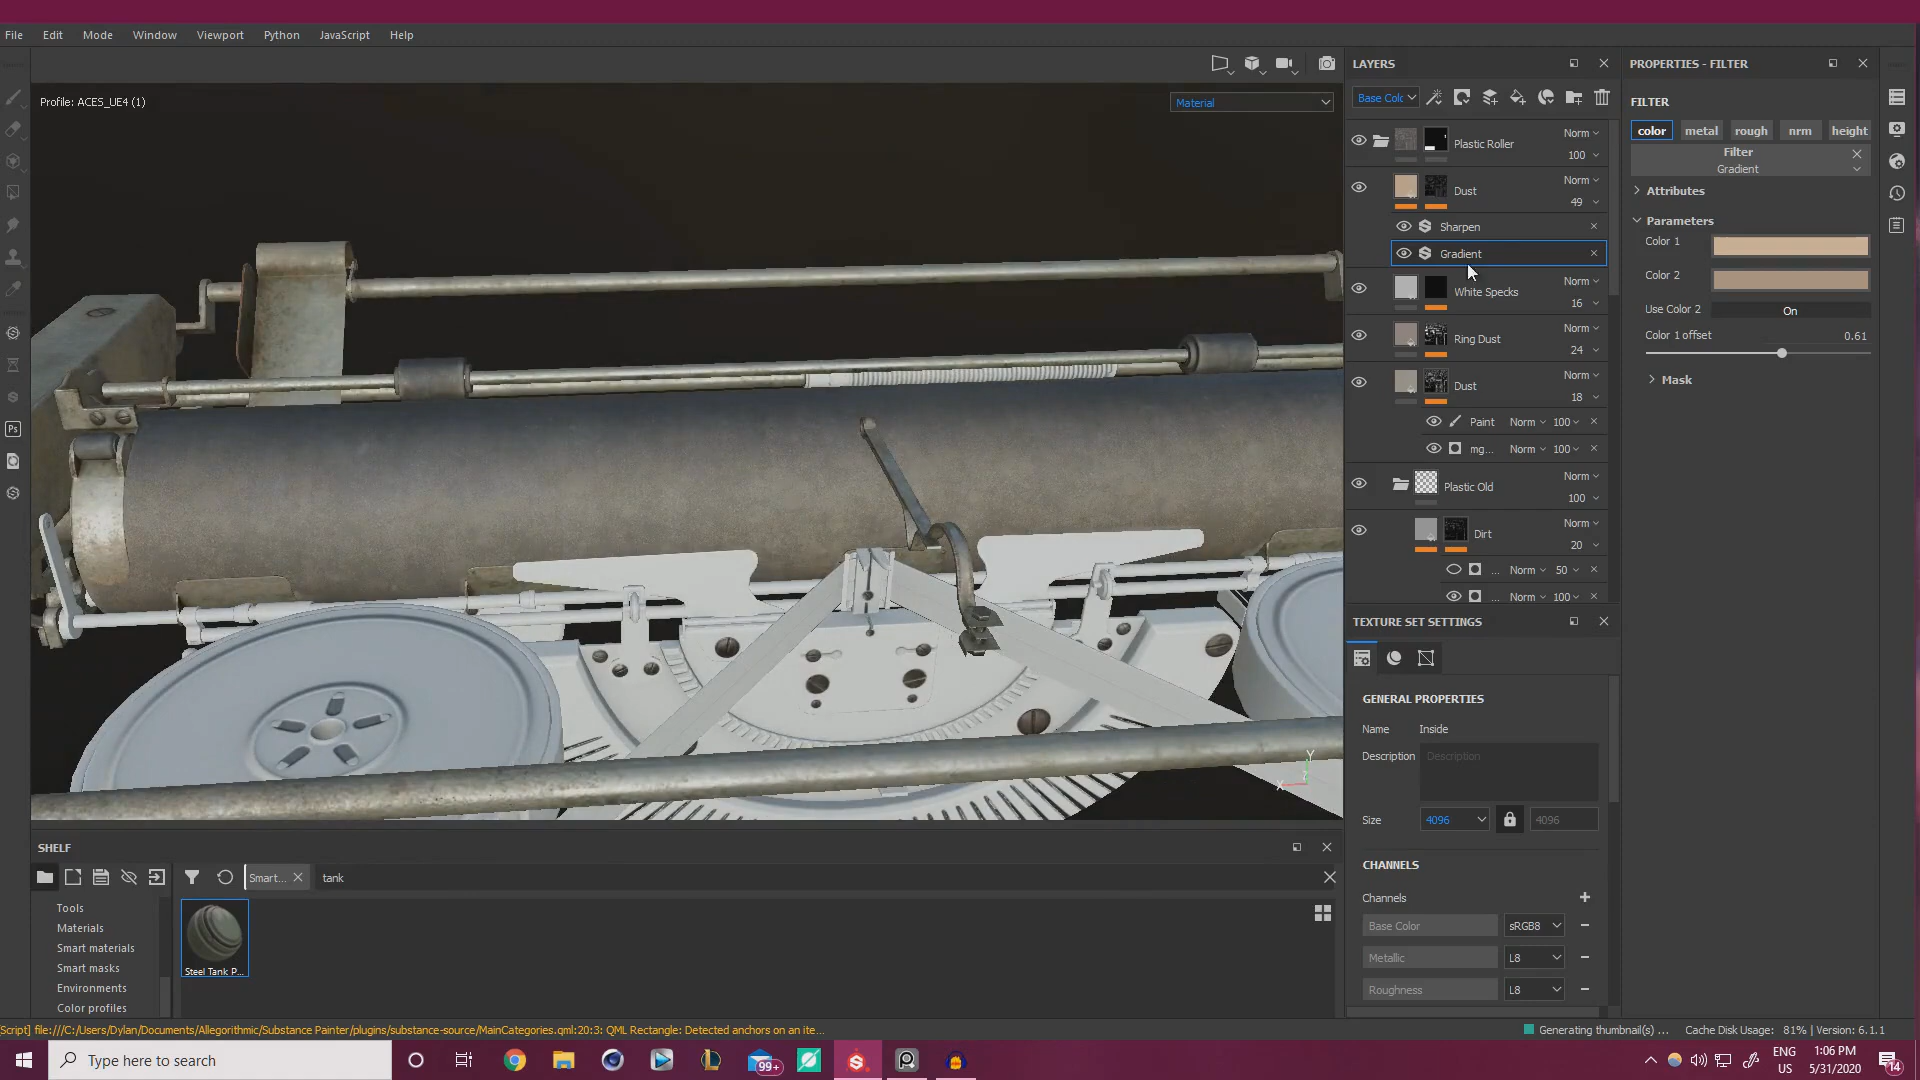 File Edit Mode Window Viewport Python JavaScript Help
Profile: ACES_UE4 (1)
Material
LAYERS
Base Colc
Plastic Roller Norm 100
Dust Norm 49
Sharpen
Gradient
White Specks Norm 16
Ring Dust Norm 24
Dust Norm 18
Paint Norm 100
mg... Norm 100
Plastic Old Norm 100
Dirt Norm 20
... Norm 50
... Norm 100
PROPERTIES - FILTER
FILTER
color metal rough nrm height
Filter
Gradient
Attributes
Parameters
Color 1
Color 2
Use Color 2 On
Color 1 offset 0.61
Mask
TEXTURE SET SETTINGS
GENERAL PROPERTIES
Name Inside
Description Description
Size 4096 4096
CHANNELS
Channels
Base Color sRGB8
Metallic L8
Roughness L8
Y
Z
X
SHELF
Smart... tank
Tools
Materials
Smart materials
Smart masks
Environments
Color profiles
Steel Tank P...
Ps
Script] file:///C:/Users/Dylan/Documents/Allegorithmic/Substance Painter/plugins/substance-source/MainCategories.qml:20:3: QML Rectangle: Detected anchors on an ite...
Generating thumbnail(s) ... Cache Disk Usage: 81% | Version: 6.1.1
Type here to search
99+
ENG
US
1:06 PM
5/31/2020
14